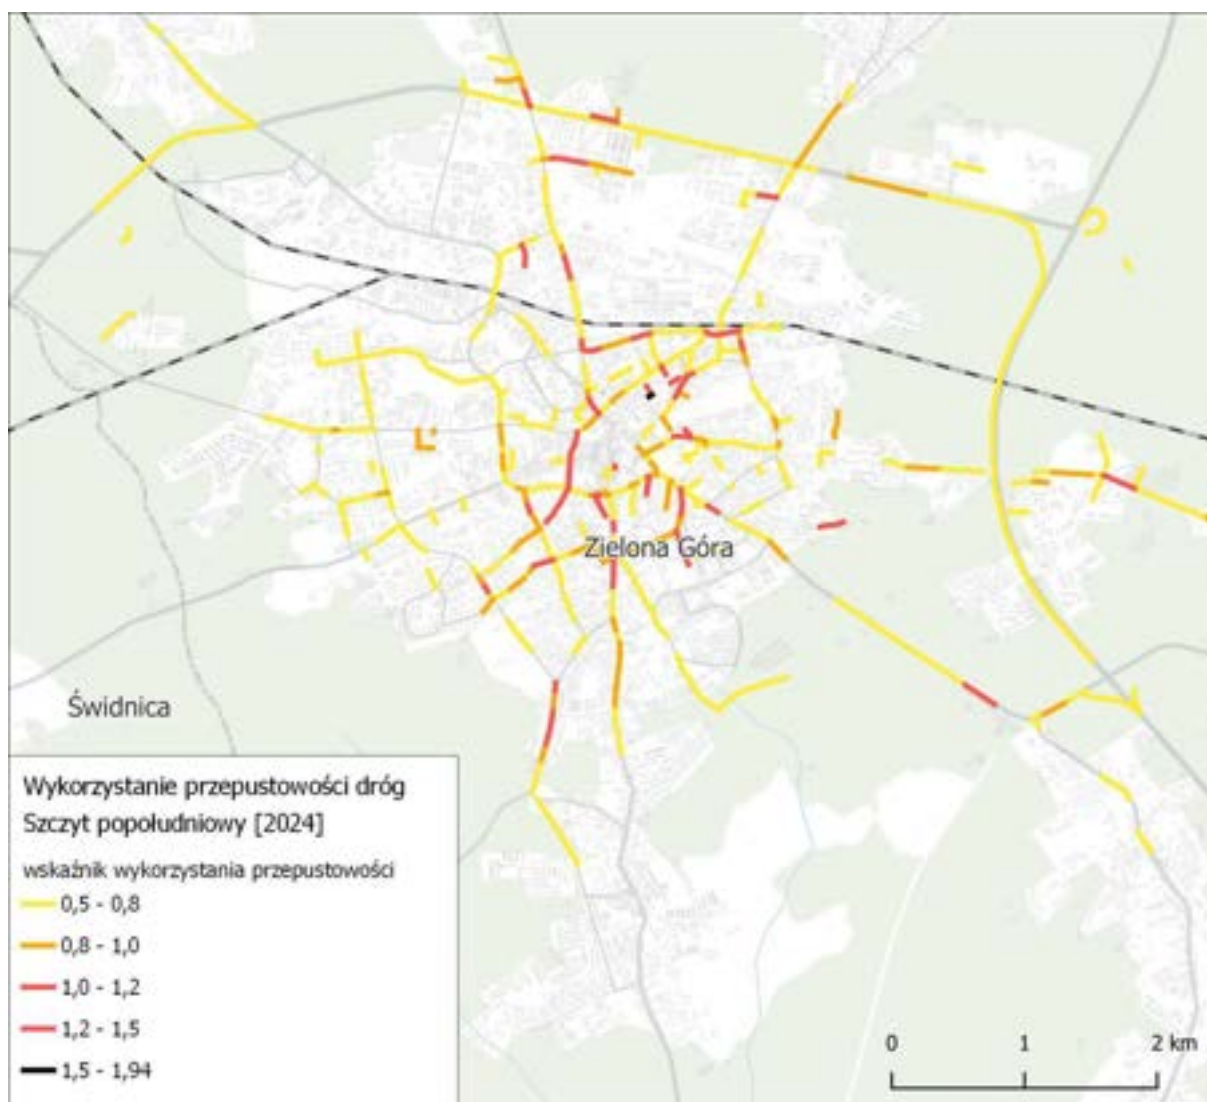 Zielona Góra
Świdnica
Wykorzystanie przepustowości dróg
Szczyt popołudniowy [2024]
wskaźnik wykorzystania przepustowości
0,5 - 0,8
0,8 - 1,0
1,0 - 1,2
1,2 - 1,5
1,5 - 1,94
0 1 2 km